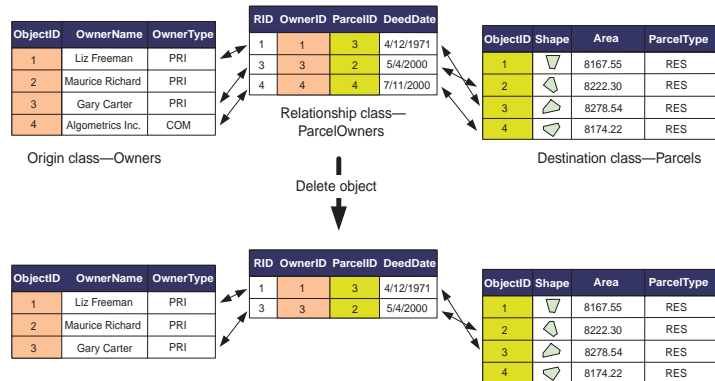 ObjectID OwnerName OwnerType
1 Liz Freeman PRI
2 Maurice Richard PRI
3 Gary Carter PRI
4 Algometrics Inc. COM
Origin class—Owners
RID OwnerID ParcelID DeedDate
1 1 3 4/12/1971
3 3 2 5/4/2000
4 4 4 7/11/2000
Relationship class—
ParcelOwners
ObjectID Shape Area ParcelType
1 8167.55 RES
2 8222.30 RES
3 8278.54 RES
4 8174.22 RES
Destination class—Parcels
Delete object
ObjectID OwnerName OwnerType
1 Liz Freeman PRI
2 Maurice Richard PRI
3 Gary Carter PRI
RID OwnerID ParcelID DeedDate
1 1 3 4/12/1971
3 3 2 5/4/2000
ObjectID Shape Area ParcelType
1 8167.55 RES
2 8222.30 RES
3 8278.54 RES
4 8174.22 RES